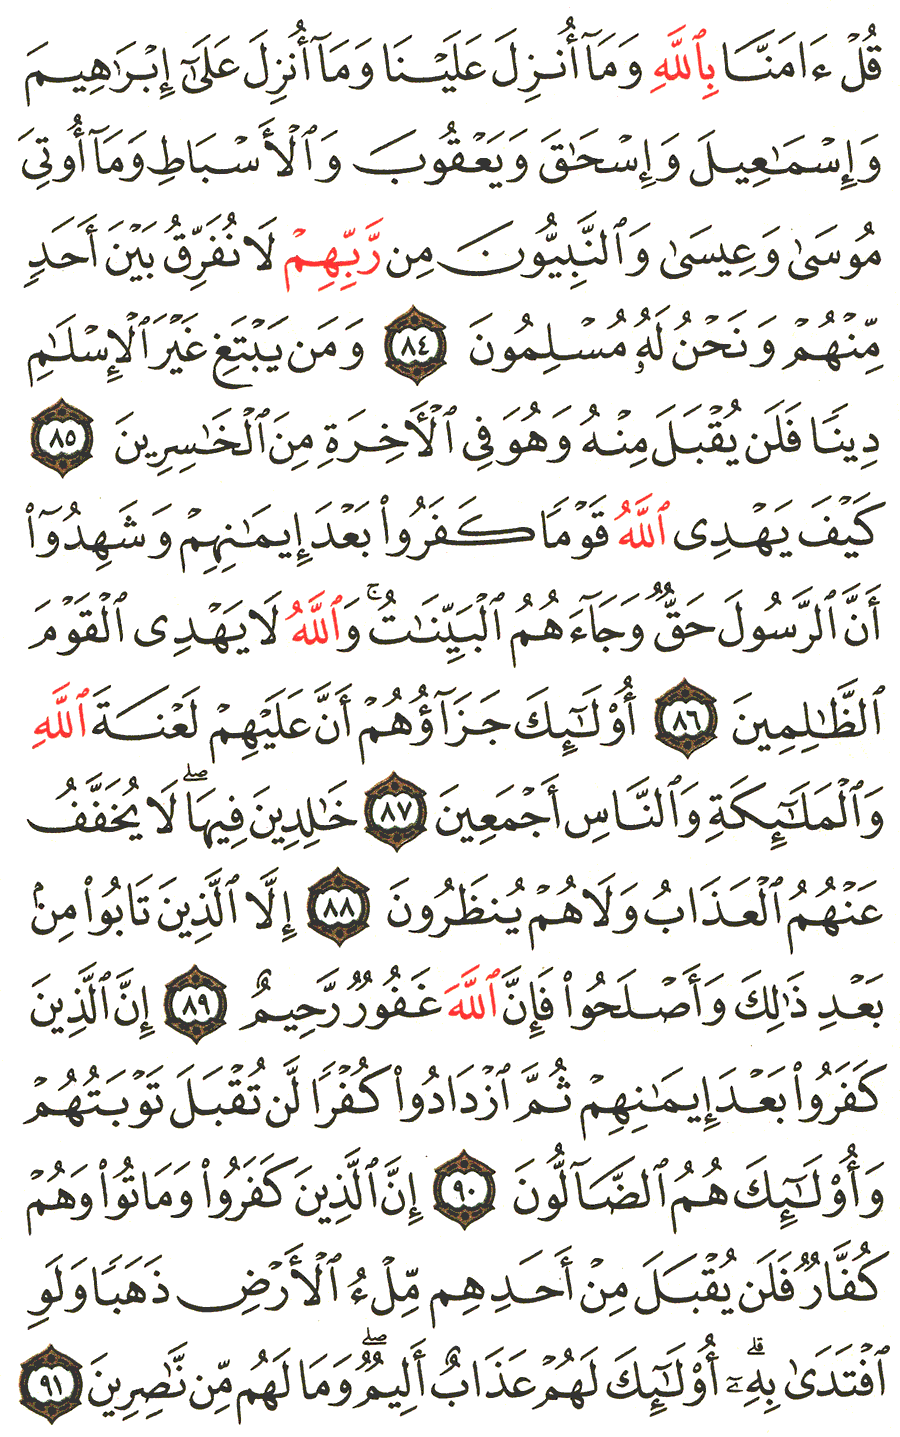 قُلْ ءَامَنَّا بِٱللَّهِ وَمَآ أُنزِلَ عَلَيْنَا وَمَآ أُنزِلَ عَلَىٰٓ إِبْرَٰهِيمَ
وَإِسْمَٰعِيلَ وَإِسْحَٰقَ وَيَعْقُوبَ وَٱلْأَسْبَاطِ وَمَآ أُوتِىَ
مُوسَىٰ وَعِيسَىٰ وَٱلنَّبِيُّونَ مِن رَّبِّهِمْ لَا نُفَرِّقُ بَيْنَ أَحَدٍ
مِّنْهُمْ وَنَحْنُ لَهُۥ مُسْلِمُونَ ٨٤ وَمَن يَبْتَغِ غَيْرَ ٱلْإِسْلَٰمِ
دِينًا فَلَن يُقْبَلَ مِنْهُ وَهُوَ فِى ٱلْأَخِرَةِ مِنَ ٱلْخَٰسِرِينَ ٨٥
كَيْفَ يَهْدِى ٱللَّهُ قَوْمًا كَفَرُوا۟ بَعْدَ إِيمَٰنِهِمْ وَشَهِدُوٓا۟
أَنَّ ٱلرَّسُولَ حَقٌّ وَجَآءَهُمُ ٱلْبَيِّنَٰتُ ۚ وَٱللَّهُ لَا يَهْدِى ٱلْقَوْمَ
ٱلظَّٰلِمِينَ ٨٦ أُو۟لَٰٓئِكَ جَزَآؤُهُمْ أَنَّ عَلَيْهِمْ لَعْنَةَ ٱللَّهِ
وَٱلْمَلَٰٓئِكَةِ وَٱلنَّاسِ أَجْمَعِينَ ٨٧ خَٰلِدِينَ فِيهَا ۖ لَا يُخَفَّفُ
عَنْهُمُ ٱلْعَذَابُ وَلَا هُمْ يُنظَرُونَ ٨٨ إِلَّا ٱلَّذِينَ تَابُوا۟ مِنۢ
بَعْدِ ذَٰلِكَ وَأَصْلَحُوا۟ فَإِنَّ ٱللَّهَ غَفُورٌ رَّحِيمٌ ٨٩ إِنَّ ٱلَّذِينَ
كَفَرُوا۟ بَعْدَ إِيمَٰنِهِمْ ثُمَّ ٱزْدَادُوا۟ كُفْرًا لَّن تُقْبَلَ تَوْبَتُهُمْ
وَأُو۟لَٰٓئِكَ هُمُ ٱلضَّآلُّونَ ٩٠ إِنَّ ٱلَّذِينَ كَفَرُوا۟ وَمَاتُوا۟ وَهُمْ
كُفَّارٌ فَلَن يُقْبَلَ مِنْ أَحَدِهِم مِّلْءُ ٱلْأَرْضِ ذَهَبًا وَلَوِ
ٱفْتَدَىٰ بِهِۦٓ ۗ أُو۟لَٰٓئِكَ لَهُمْ عَذَابٌ أَلِيمٌ ۖ وَمَا لَهُم مِّن نَّٰصِرِينَ ٩١